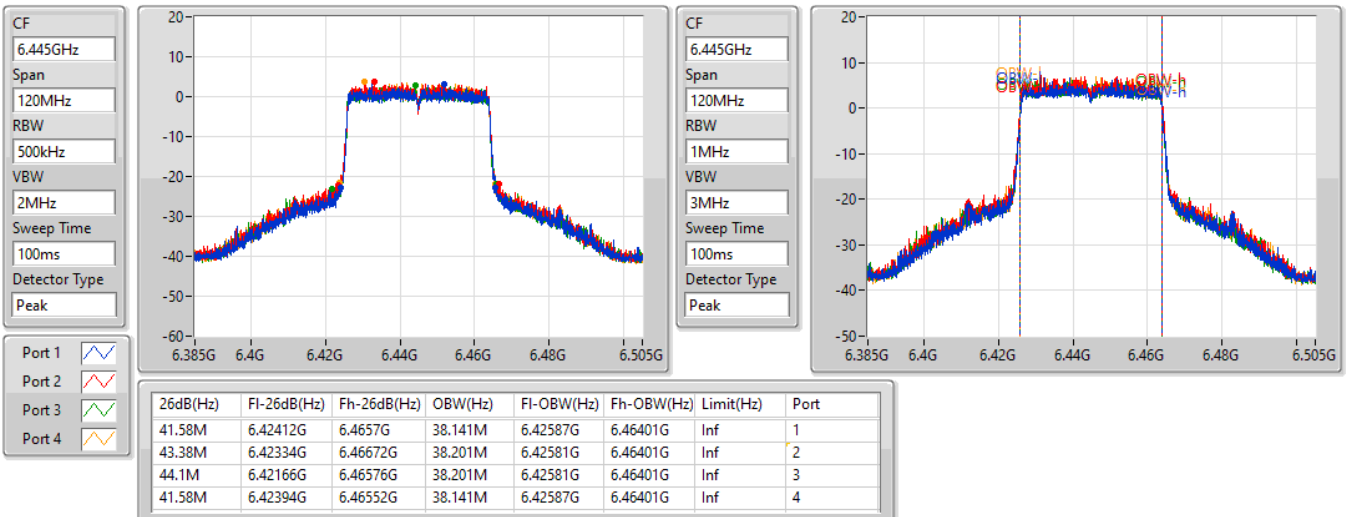 CF
6.445GHz
Span
120MHz
RBW
500kHz
VBW
2MHz
Sweep Time
100ms
Detector Type
Peak
20
10
0
-10
-20
-30
-40
-50
-60
6.385G 6.4G 6.42G 6.44G 6.46G 6.48G 6.505G
CF
6.445GHz
Span
120MHz
RBW
1MHz
VBW
3MHz
Sweep Time
100ms
Detector Type
Peak
20
10
0
-10
-20
-30
-40
-50
OBW-h
6.385G 6.4G 6.42G 6.44G 6.46G 6.48G 6.505G
Port 1
Port 2
Port 3
Port 4
26dB(Hz) Fl-26dB(Hz) Fh-26dB(Hz) OBW(Hz) Fl-OBW(Hz) Fh-OBW(Hz) Limit(Hz) Port
41.58M 6.42412G 6.4657G 38.141M 6.42587G 6.46401G Inf 1
43.38M 6.42334G 6.46672G 38.201M 6.42581G 6.46401G Inf 2
44.1M 6.42166G 6.46576G 38.201M 6.42581G 6.46401G Inf 3
41.58M 6.42394G 6.46552G 38.141M 6.42587G 6.46401G Inf 4